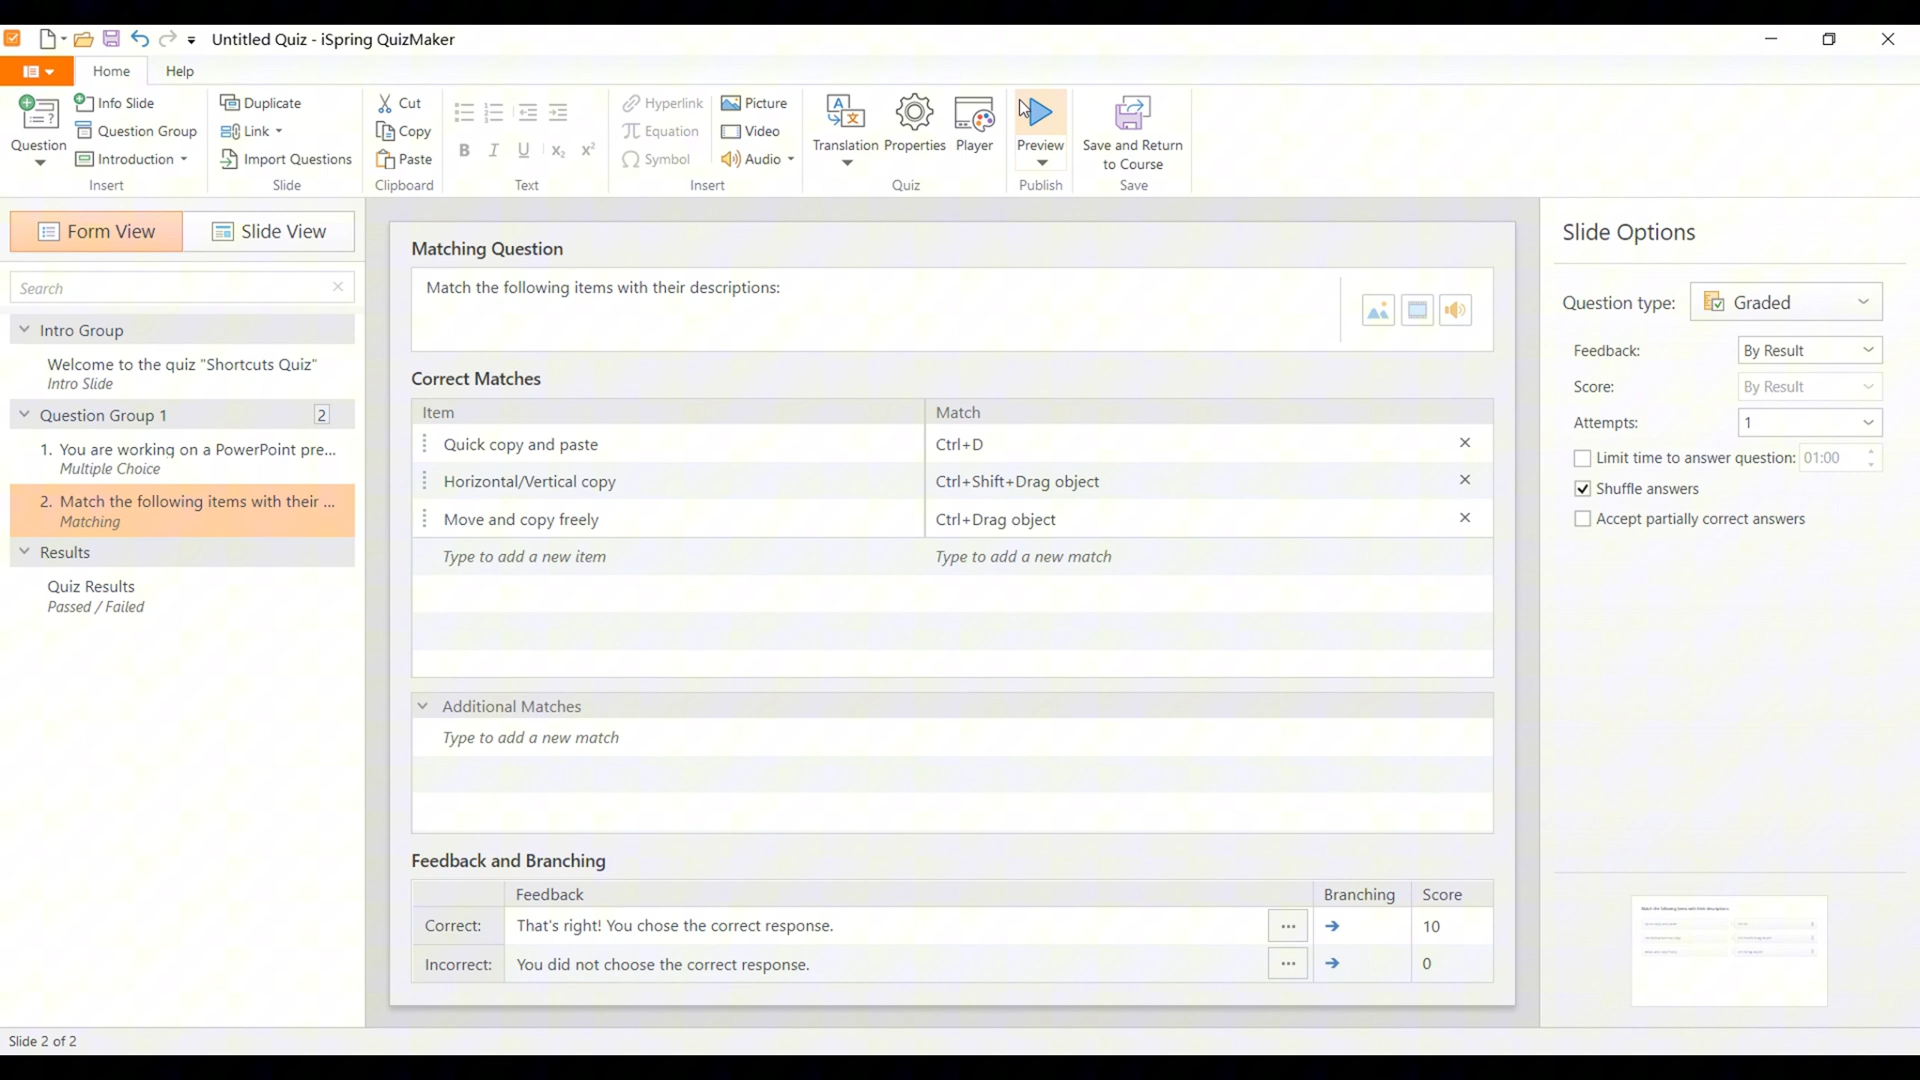 Untitled Quiz - iSpring QuizMaker
Home
Help
Question
Info Slide
Question Group
Introduction
Insert
Duplicate
Link
Import Questions
Slide
Cut
Copy
Paste
Clipboard
B I U x₂ x²
Text
Hyperlink
Equation
Symbol
Picture
Video
Audio
Insert
Translation
Properties
Player
Quiz
Preview
Publish
Save and Return
to Course
Save
Form View
Slide View
Search
Intro Group
Welcome to the quiz "Shortcuts Quiz"
Intro Slide
Question Group 1
2
1. You are working on a PowerPoint pre...
Multiple Choice
2. Match the following items with their ...
Matching
Results
Quiz Results
Passed / Failed
Matching Question
Match the following items with their descriptions:
Correct Matches
Item Match
Quick copy and paste Ctrl+D
Horizontal/Vertical copy Ctrl+Shift+Drag object
Move and copy freely Ctrl+Drag object
Type to add a new item Type to add a new match
Additional Matches
Type to add a new match
Feedback and Branching
Feedback Branching Score
Correct: That's right! You chose the correct response. ... 10
Incorrect: You did not choose the correct response. ... 0
Slide Options
Question type: Graded
Feedback: By Result
Score: By Result
Attempts: 1
Limit time to answer question: 01:00
Shuffle answers
Accept partially correct answers
Slide 2 of 2